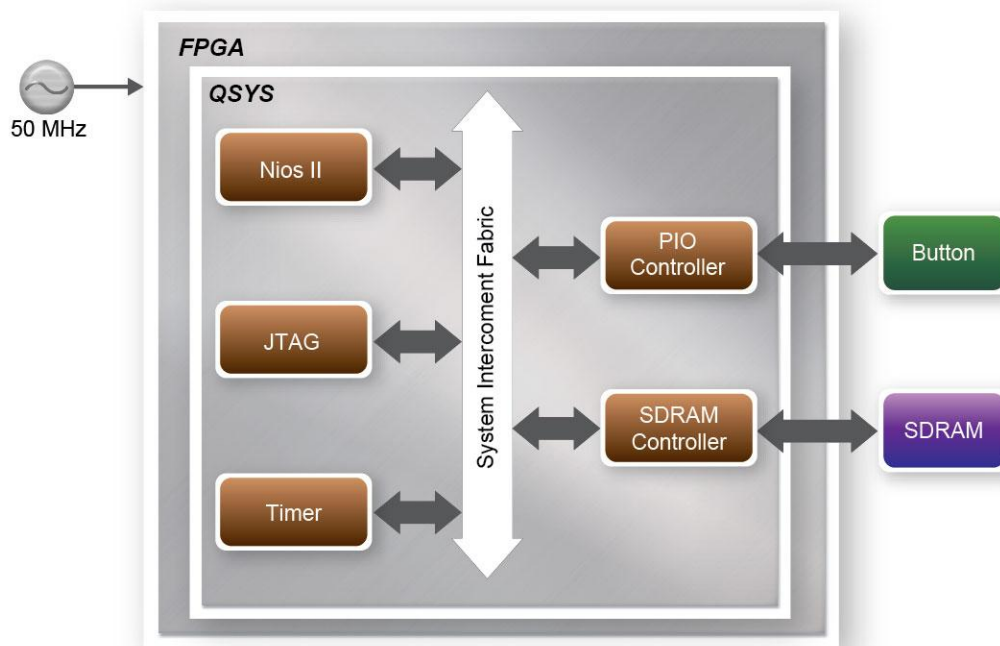 FPGA
50 MHz
QSYS
Nios II
JTAG
Timer
System Intercoment Fabric
PIO
Controller
SDRAM
Controller
Button
SDRAM